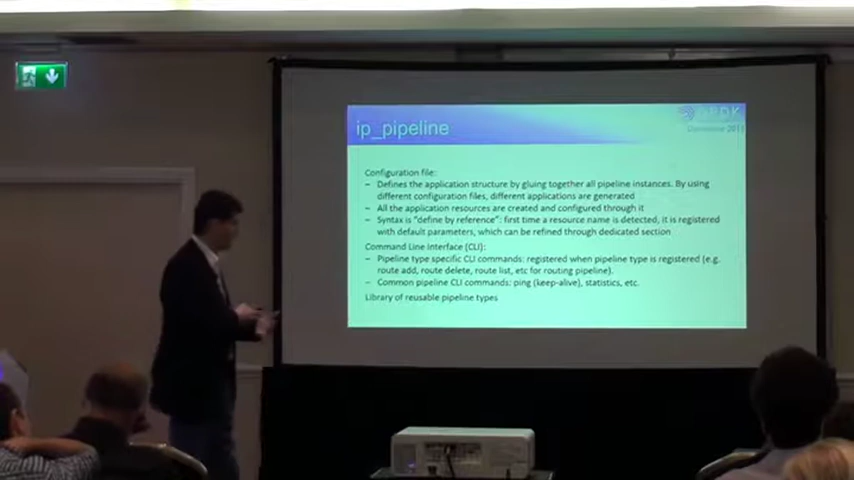 ip_pipeline
DPDK
Configuration file:
– Defines the application structure by gluing together all pipeline instances. By using
different configuration files, different applications are generated
– All the application resources are created and configured through it
– Syntax is "define by reference": first time a resource name is detected, it is registered
with default parameters, which can be refined through dedicated section
Command Line Interface (CLI):
– Pipeline type specific CLI commands: registered when pipeline type is registered (e.g.
route add, route delete, route list, etc for routing pipeline).
– Common pipeline CLI commands: ping (keep-alive), statistics, etc.
Library of reusable pipeline types